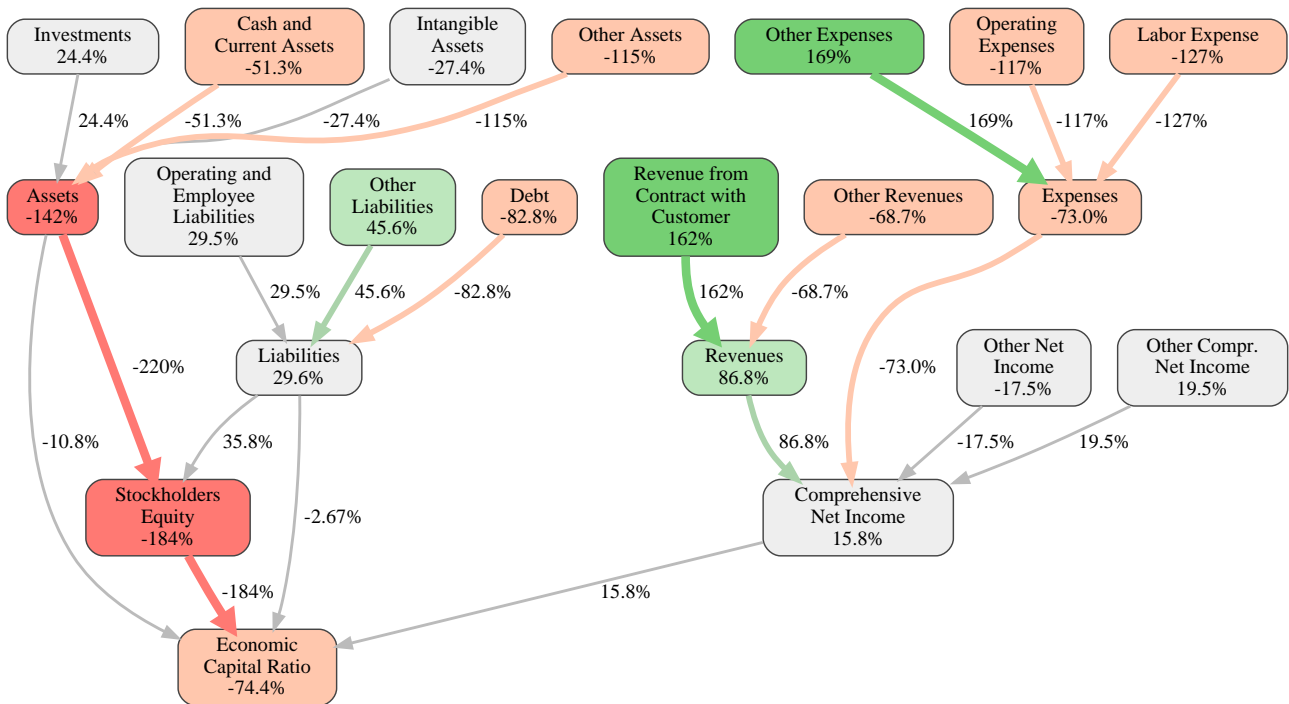 Investments
24.4%
Cash and
Current Assets
-51.3%
Intangible
Assets
-27.4%
Other Assets
-115%
Other Expenses
169%
Operating
Expenses
-117%
Labor Expense
-127%
24.4%
-51.3%
-27.4%
-115%
169%
-117%
-127%
Assets
-142%
Operating and
Employee
Liabilities
29.5%
Other
Liabilities
45.6%
Debt
-82.8%
Revenue from
Contract with
Customer
162%
Other Revenues
-68.7%
Expenses
-73.0%
29.5%
45.6%
-82.8%
162%
-68.7%
-220%
Liabilities
29.6%
Revenues
86.8%
-73.0%
Other Net
Income
-17.5%
Other Compr.
Net Income
19.5%
-10.8%
35.8%
86.8%
-17.5%
19.5%
Stockholders
Equity
-184%
-2.67%
Comprehensive
Net Income
15.8%
-184%
15.8%
Economic
Capital Ratio
-74.4%